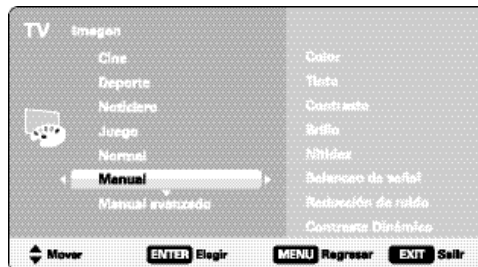 TV Imagen
Cine
Deporte
Noticiero
Juego
Normal
Manual
Manual avanzado
Color
Tinte
Contraste
Brillo
Nitidez
Balanceo de señal
Reducción de ruido
Contraste Dinámico
Mover ENTER Elegir MENU Regresar EXIT Salir